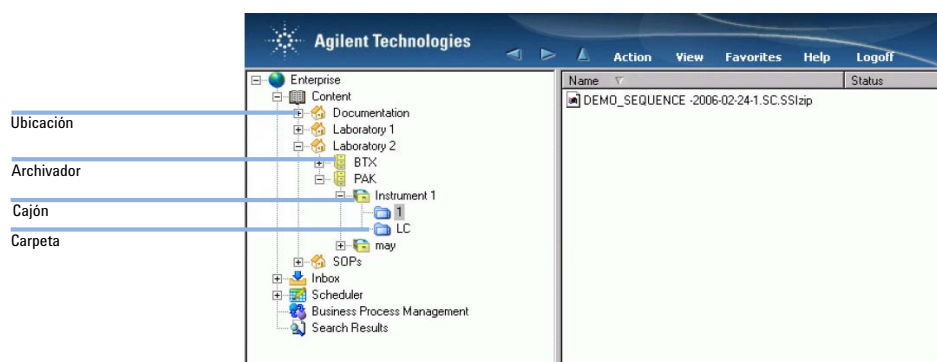 Agilent Technologies
Action View Favorites Help Logoff
Enterprise
Content
Documentation
Laboratory 1
Laboratory 2
BTX
PAK
Instrument 1
1
LC
may
SOPs
Inbox
Scheduler
Business Process Management
Search Results
Name Status
DEMO_SEQUENCE -2006-02-24-1.SC.SSIzip
Ubicación
Archivador
Cajón
Carpeta